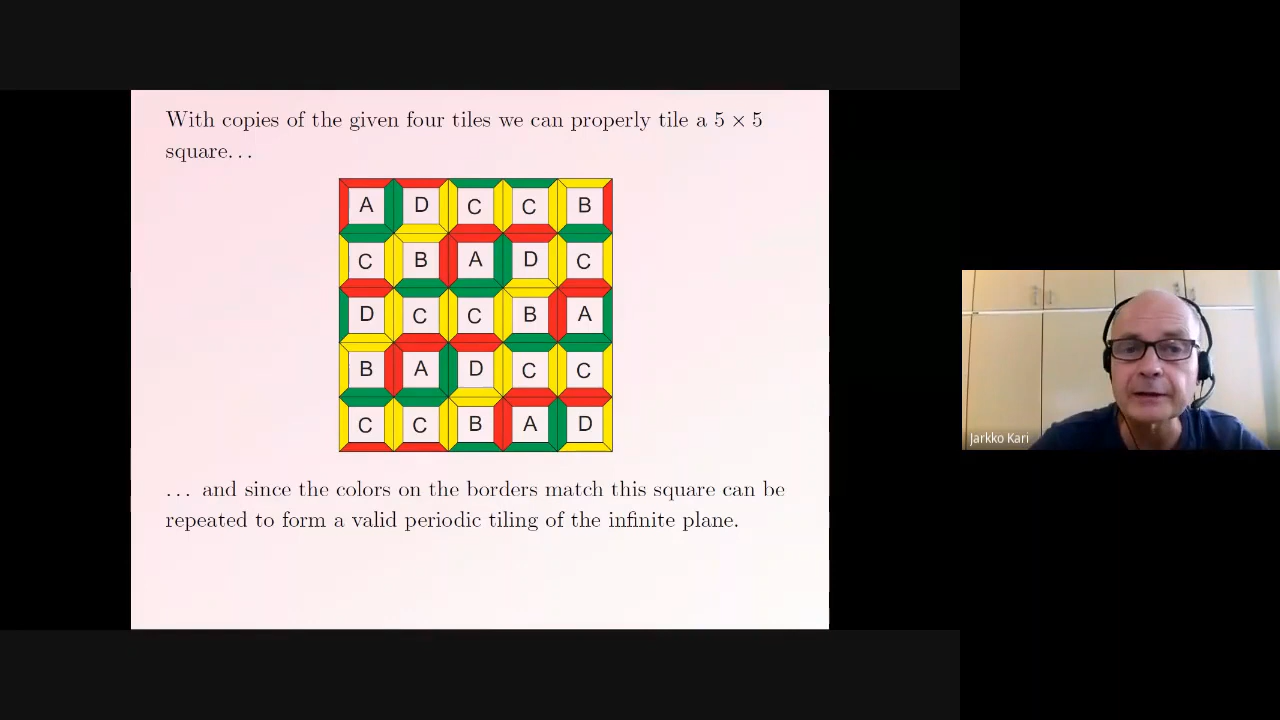 With copies of the given four tiles we can properly tile a 5 × 5
square...
A D C C B
C B A D C
D C C B A
B A D C C
C C B A D
... and since the colors on the borders match this square can be
repeated to form a valid periodic tiling of the infinite plane.
Jarkko Kari